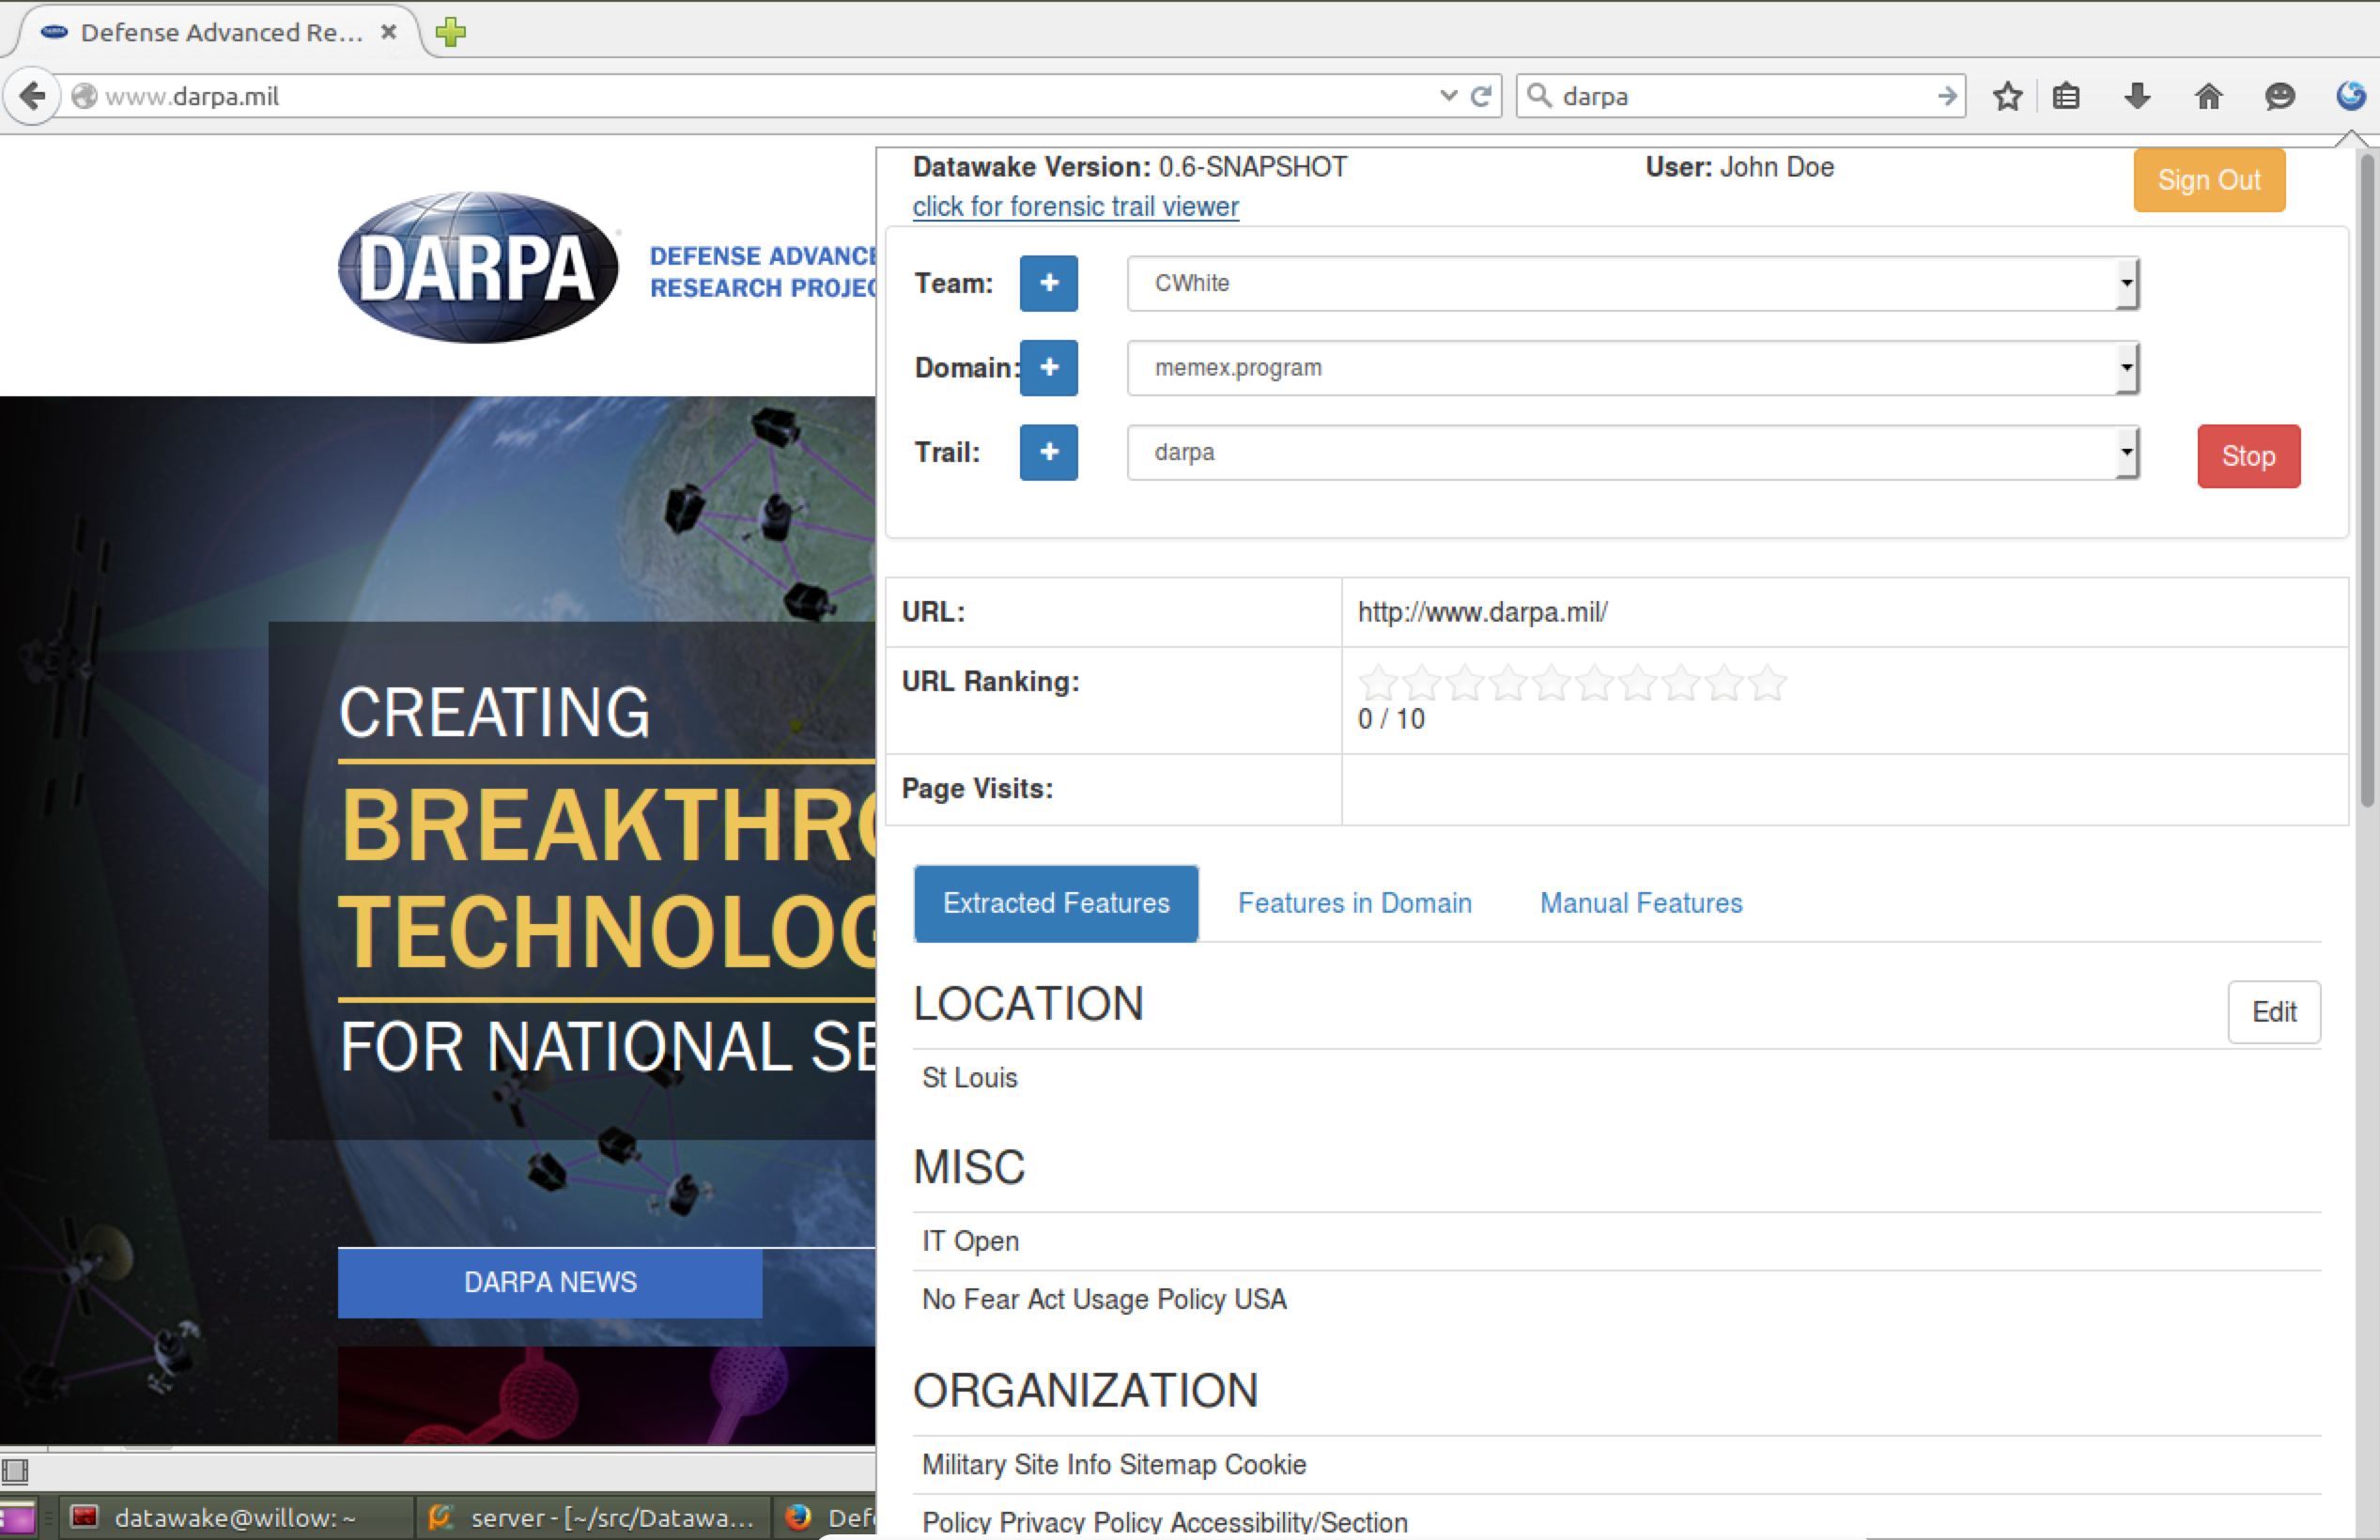 Defense Advanced Re...
www.darpa.mil
darpa
DARPA
DEFENSE ADVANCE
RESEARCH PROJEC
CREATING
BREAKTHRO
TECHNOLOG
FOR NATIONAL SE
DARPA NEWS
Datawake Version: 0.6-SNAPSHOT
User: John Doe
Sign Out
click for forensic trail viewer
Team:
+
CWhite
Domain:
+
memex.program
Trail:
+
darpa
Stop
URL:
http://www.darpa.mil/
URL Ranking:
0 / 10
Page Visits:
Extracted Features
Features in Domain
Manual Features
LOCATION
Edit
St Louis
MISC
IT Open
No Fear Act Usage Policy USA
ORGANIZATION
Military Site Info Sitemap Cookie
Policy Privacy Policy Accessibility/Section
datawake@willow: ~
server - [~/src/Datawa...
Def